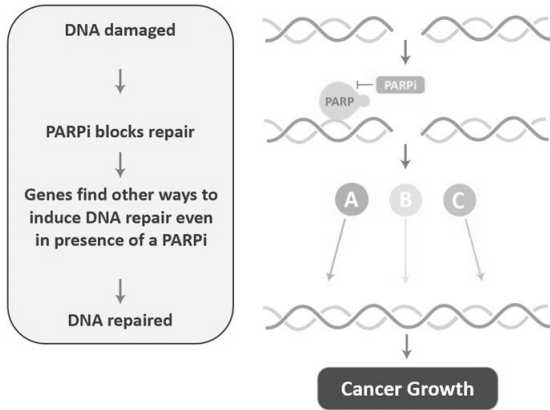 DNA damaged
PARPi blocks repair
Genes find other ways to
induce DNA repair even
in presence of a PARPi
DNA repaired
PARPi
PARP
A B C
Cancer Growth